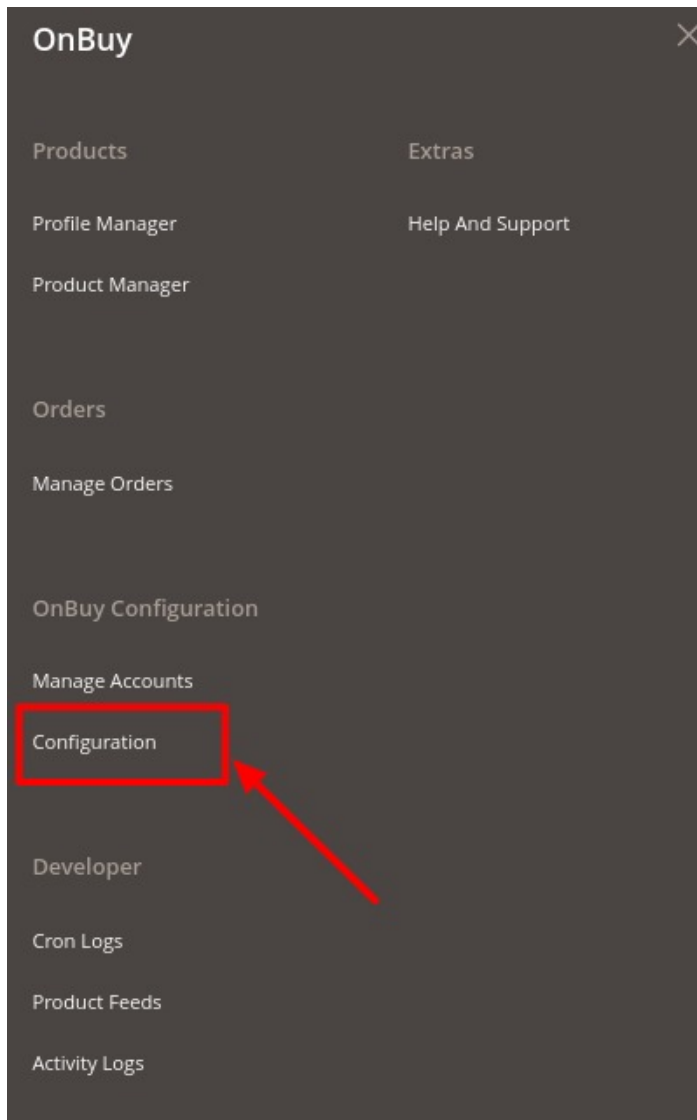 OnBuy
Products
Profile Manager
Product Manager
Extras
Help And Support
Orders
Manage Orders
OnBuy Configuration
Manage Accounts
Configuration
Developer
Cron Logs
Product Feeds
Activity Logs